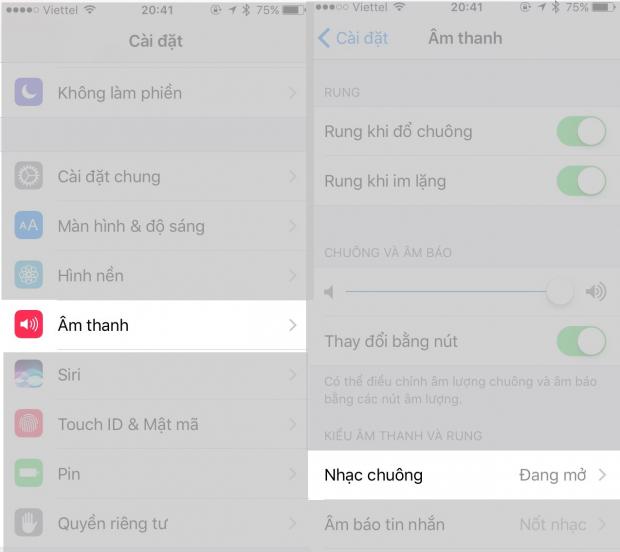 Viettel 20:41 75%
Cài đặt
Không làm phiền
Cài đặt chung
AA Màn hình & độ sáng
Hình nền
Âm thanh
Siri
Touch ID & Mật mã
Pin
Quyền riêng tư
Viettel 20:41 75%
Cài đặt Âm thanh
RUNG
Rung khi đổ chuông
Rung khi im lặng
CHUÔNG VÀ ÂM BÁO
Thay đổi bằng nút
Có thể điều chỉnh âm lượng chuông và âm báo
bằng các nút âm lượng.
KIỂU ÂM THANH VÀ RUNG
Nhạc chuông Đang mở
Âm báo tin nhắn Nốt nhạc